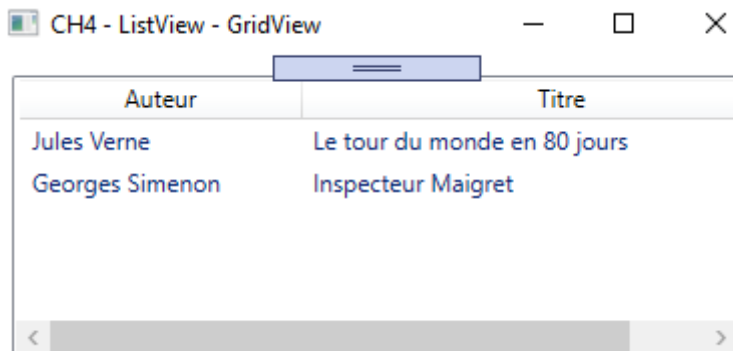 CH4 - ListView - GridView
Auteur Titre
Jules Verne Le tour du monde en 80 jours
Georges Simenon Inspecteur Maigret